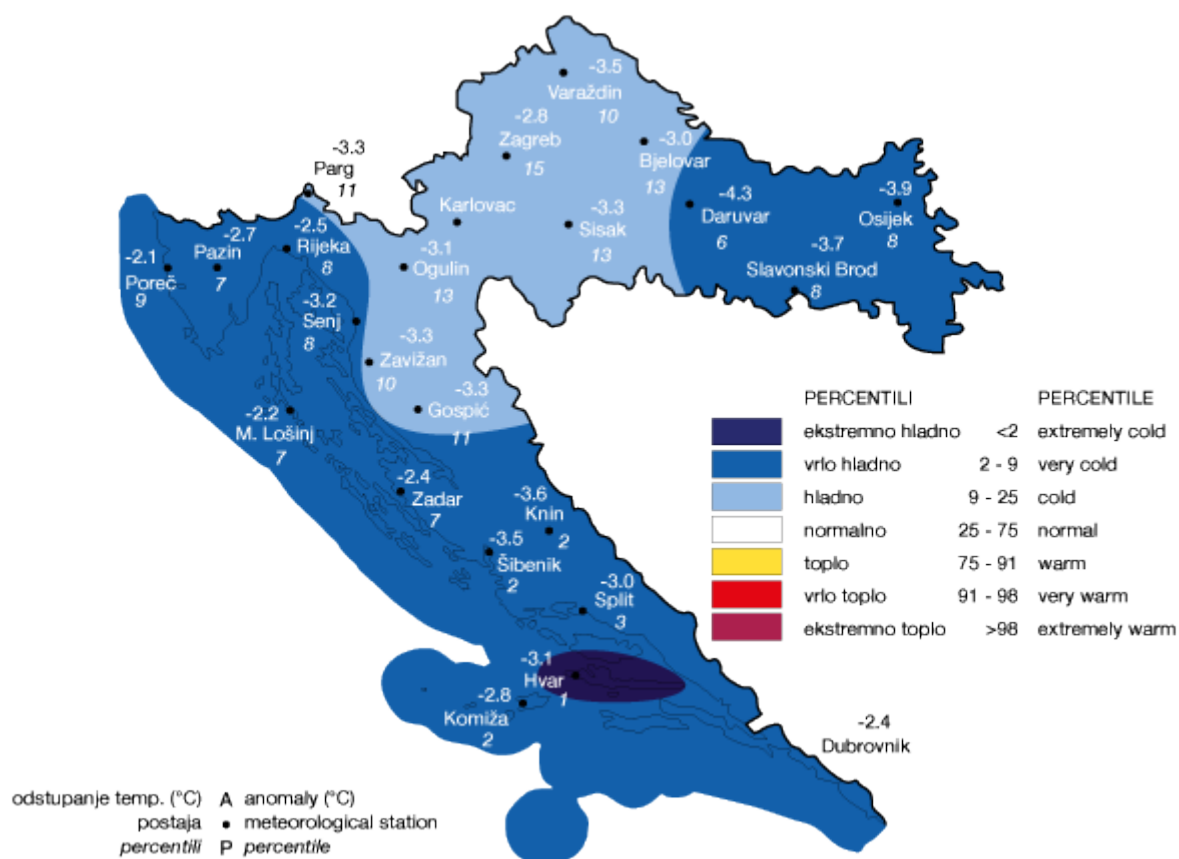 -3.5
Varaždin
10
-2.8
Zagreb
15
-3.0
Bjelovar
13
-3.3
Parg
11
-4.3
Daruvar
6
-3.9
Osijek
8
Karlovac
-3.3
Sisak
13
-3.7
Slavonski Brod
8
-2.1
Poreč
9
-2.7
Pazin
7
-2.5
Rijeka
8
-3.1
Ogulin
13
-3.2
Senj
8
-3.3
Zavižan
10
-3.3
Gospić
11
-2.2
M. Lošinj
7
-2.4
Zadar
7
-3.6
Knin
2
-3.5
Šibenik
2
-3.0
Split
3
-3.1
Hvar
1
-2.8
Komiža
2
-2.4
Dubrovnik
PERCENTILI PERCENTILE
ekstremno hladno <2 extremely cold
vrlo hladno 2 - 9 very cold
hladno 9 - 25 cold
normalno 25 - 75 normal
toplo 75 - 91 warm
vrlo toplo 91 - 98 very warm
ekstremno toplo >98 extremely warm
odstupanje temp. (°C) A anomaly (°C)
postaja • meteorological station
percentili P percentile